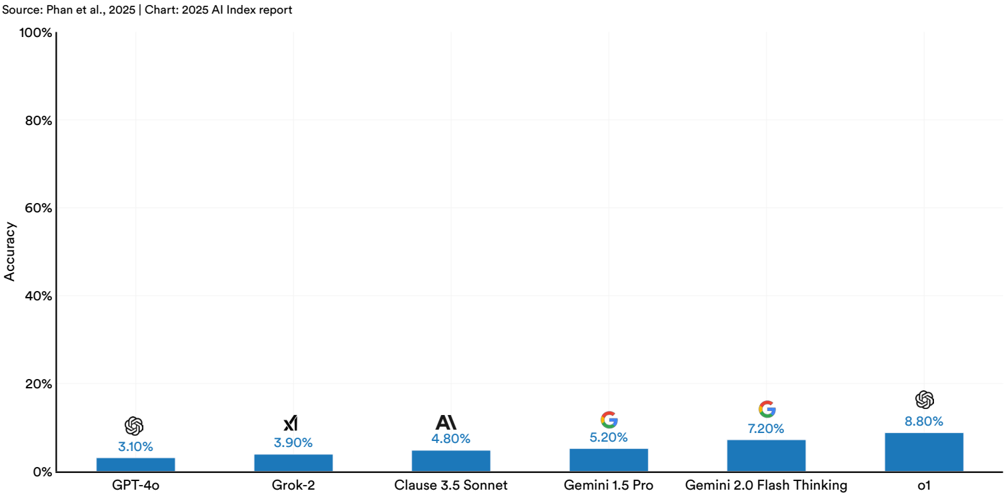 Source: Phan et al., 2025 | Chart: 2025 AI Index report
100%
80%
60%
40%
20%
0%
Accuracy
3.10%
3.90%
4.80%
5.20%
7.20%
8.80%
GPT-4o
Grok-2
Clause 3.5 Sonnet
Gemini 1.5 Pro
Gemini 2.0 Flash Thinking
o1